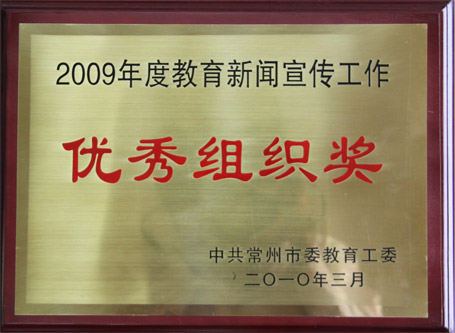 2009年度教育新闻宣传工作
优秀组织奖
中共常州市委教育工委
二〇一〇年三月